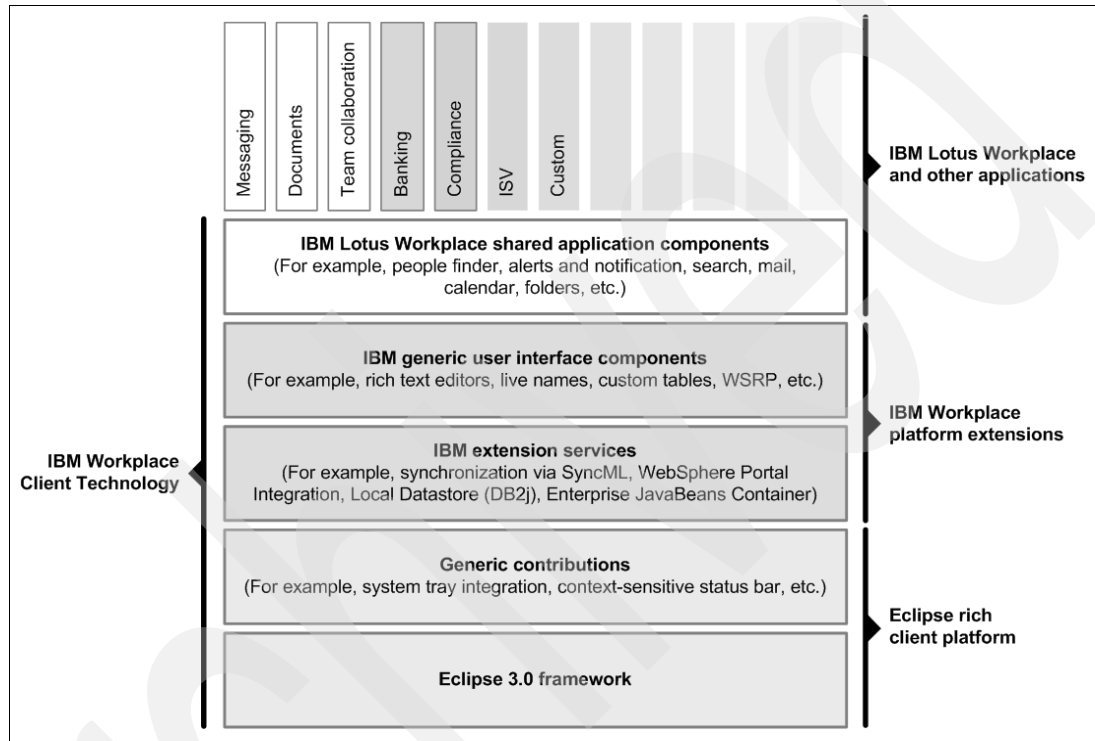 Messaging
Documents
Team collaboration
Banking
Compliance
ISV
Custom
IBM Lotus Workplace
and other applications
IBM Lotus Workplace shared application components
(For example, people finder, alerts and notification, search, mail,
calendar, folders, etc.)
IBM generic user interface components
(For example, rich text editors, live names, custom tables, WSRP, etc.)
IBM Workplace
platform extensions
IBM Workplace
Client Technology
IBM extension services
(For example, synchronization via SyncML, WebSphere Portal
Integration, Local Datastore (DB2j), Enterprise JavaBeans Container)
Generic contributions
(For example, system tray integration, context-sensitive status bar, etc.)
Eclipse rich
client platform
Eclipse 3.0 framework